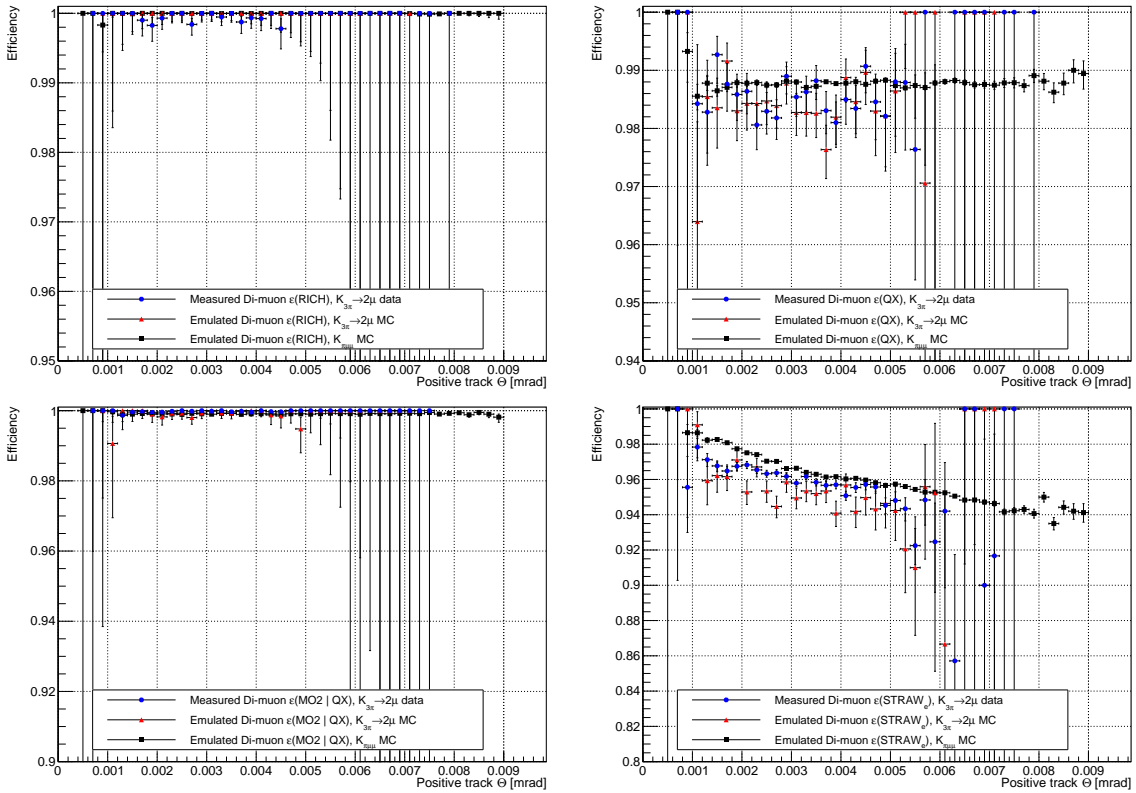 Efficiency
1
0.99
0.98
0.97
0.96
0.95
Measured Di-muon ε(RICH), K3π→2μ data
Emulated Di-muon ε(RICH), K3π→2μ MC
Emulated Di-muon ε(RICH), Kπμμ MC
0 0.001 0.002 0.003 0.004 0.005 0.006 0.007 0.008 0.009
Positive track Θ [mrad]
Efficiency
1
0.99
0.98
0.97
0.96
0.95
0.94
Measured Di-muon ε(QX), K3π→2μ data
Emulated Di-muon ε(QX), K3π→2μ MC
Emulated Di-muon ε(QX), Kπμμ MC
0 0.001 0.002 0.003 0.004 0.005 0.006 0.007 0.008 0.009
Positive track Θ [mrad]
Efficiency
1
0.98
0.96
0.94
0.92
0.9
Measured Di-muon ε(MO2 | QX), K3π→2μ data
Emulated Di-muon ε(MO2 | QX), K3π→2μ MC
Emulated Di-muon ε(MO2 | QX), Kπμμ MC
0 0.001 0.002 0.003 0.004 0.005 0.006 0.007 0.008 0.009
Positive track Θ [mrad]
Efficiency
1
0.98
0.96
0.94
0.92
0.9
0.88
0.86
0.84
0.82
0.8
Measured Di-muon ε(STRAWe), K3π→2μ data
Emulated Di-muon ε(STRAWe), K3π→2μ MC
Emulated Di-muon ε(STRAWe), Kπμμ MC
0 0.001 0.002 0.003 0.004 0.005 0.006 0.007 0.008 0.009
Positive track Θ [mrad]